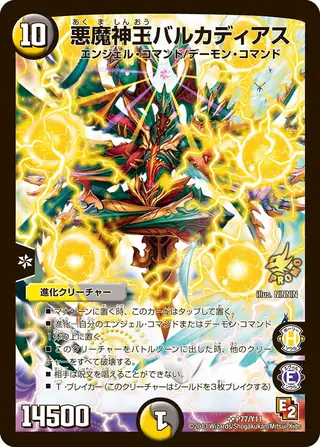 10
あくましんおう
悪魔神王バルカディアス
エンジェル・コマンド/デーモン・コマンド
PROMO
illus. NINNIN
進化クリーチャー
■ マナゾーンに置く時、このカードはタップして置く。
■ 進化−自分のエンジェル・コマンドまたはデーモン・コマンド
の上に置く。
■ このクリーチャーをバトルゾーンに出した時、他のクリ
ーチャーをすべて破壊する。
■ 相手は呪文を唱えることができない。
■ T・ブレイカー(このクリーチャーはシールドを3枚ブレイクする)
14500
T
P77/Y11
©2013 Wizards/Shogakukan/Mitsui-Kids
E2